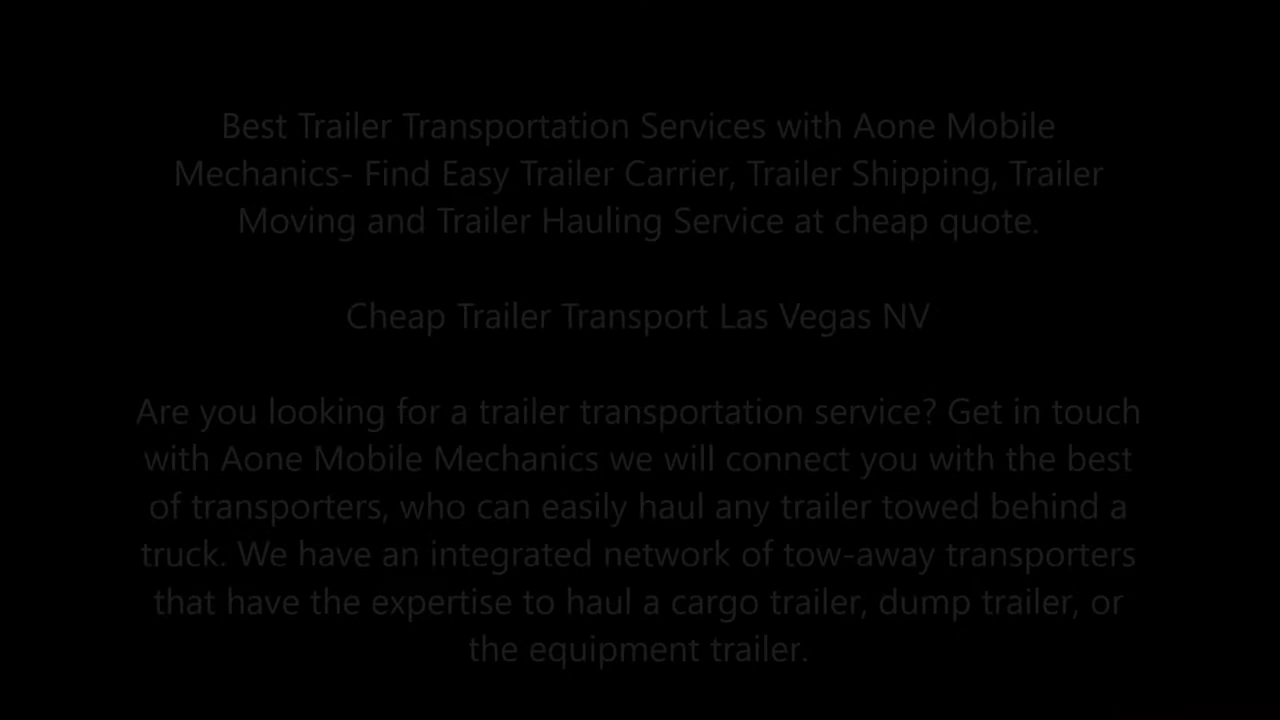 Best Trailer Transportation Services with Aone Mobile
Mechanics- Find Easy Trailer Carrier, Trailer Shipping, Trailer
Moving and Trailer Hauling Service at cheap quote.
Cheap Trailer Transport Las Vegas NV
Are you looking for a trailer transportation service? Get in touch
with Aone Mobile Mechanics we will connect you with the best
of transporters, who can easily haul any trailer towed behind a
truck. We have an integrated network of tow-away transporters
that have the expertise to haul a cargo trailer, dump trailer, or
the equipment trailer.